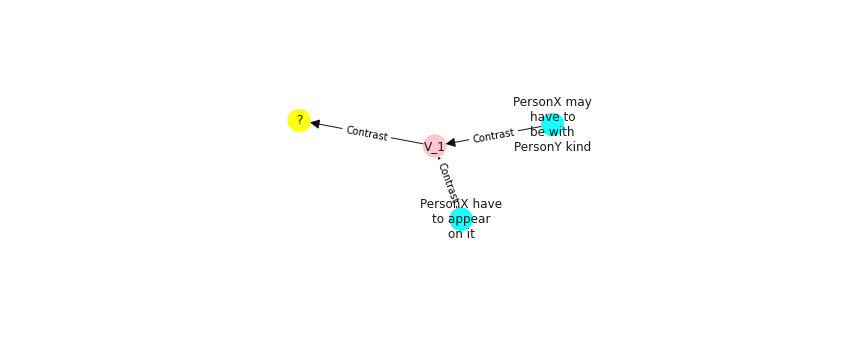 PersonX may
have to
be with
PersonY kind
?
Contrast
Contrast
V_1
Contrast
PersonX have
to appear
on it